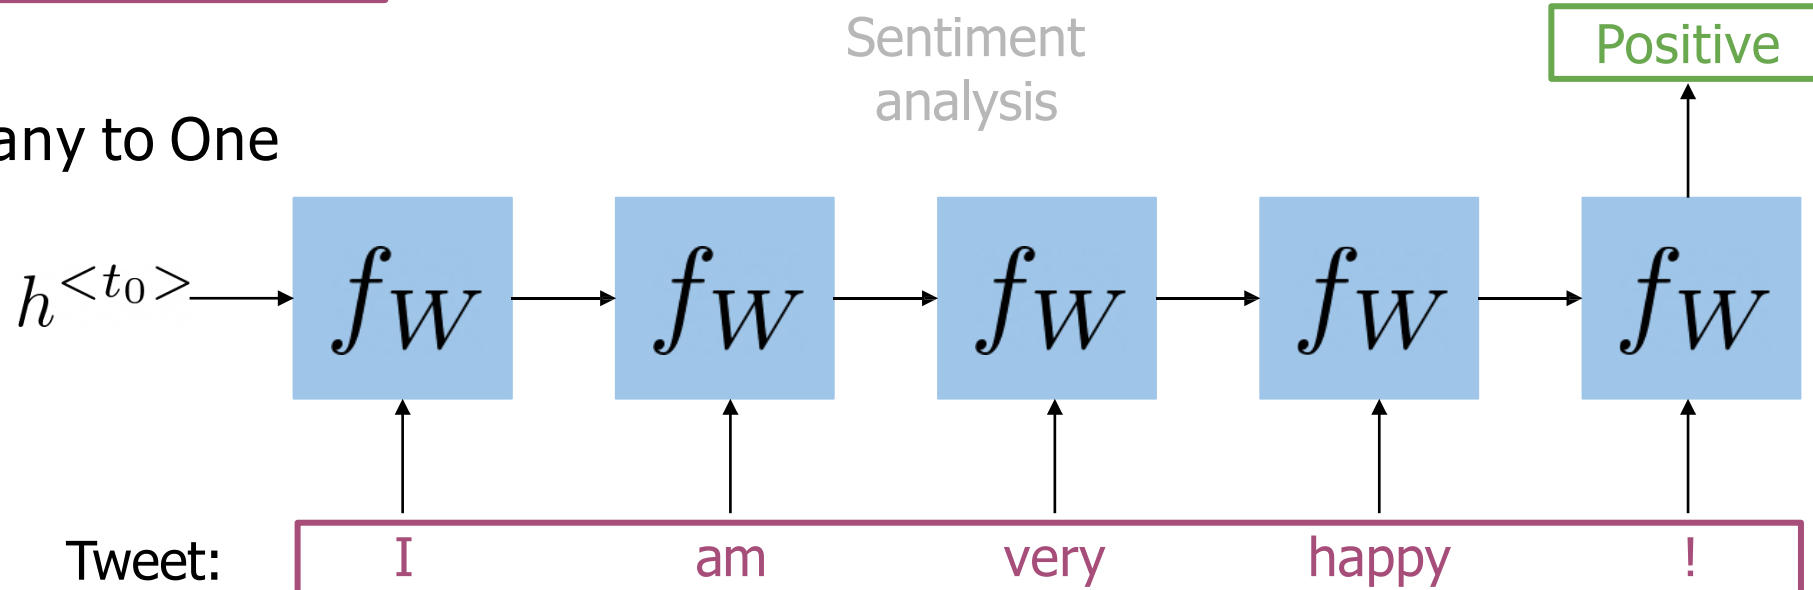 Sentiment
analysis
Positive
any to One
h<t0>
fW fW fW fW fW
Tweet: I am very happy !